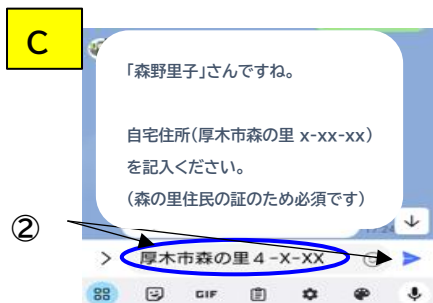 C
「森野里子」さんですね。
自宅住所(厚木市森の里 x-xx-xx)
を記入ください。
(森の里住民の証のため必須です)
②
厚木市森の里4-X-XX
GIF